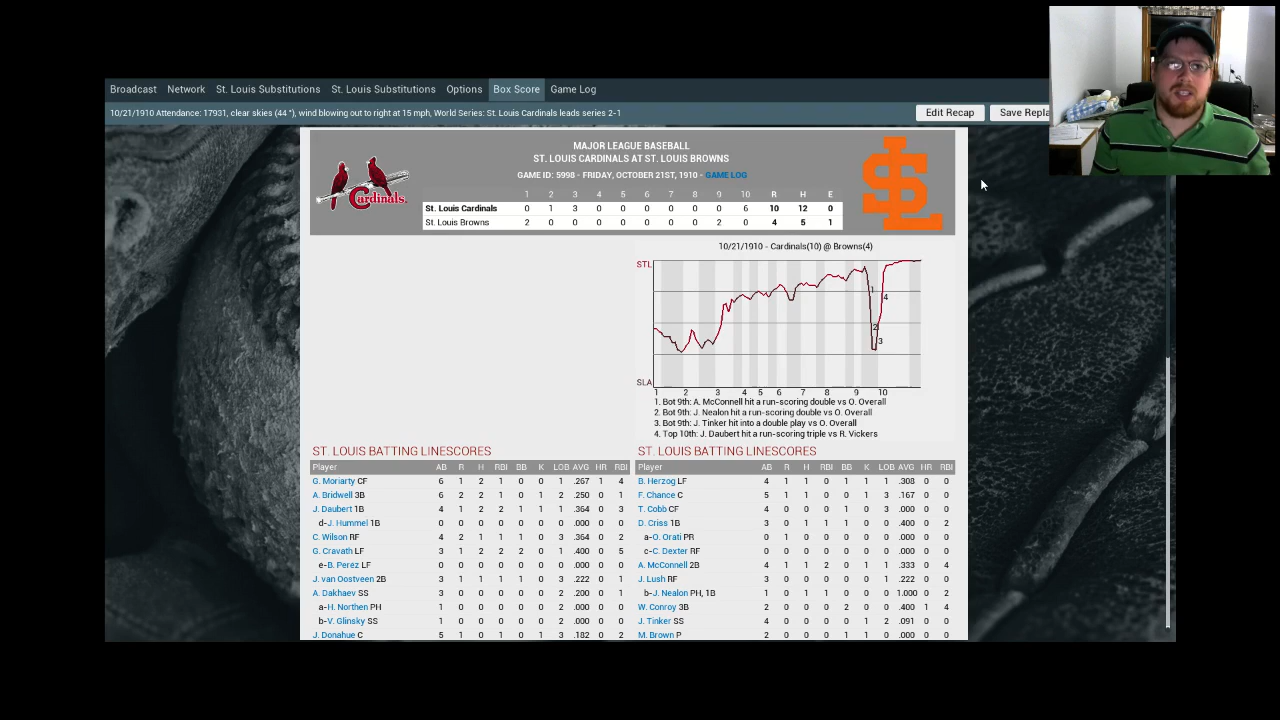 Broadcast Network St. Louis Substitutions St. Louis Substitutions Options Box Score Game Log
10/21/1910 Attendance: 17931, clear skies (44 °), wind blowing out to right at 15 mph, World Series: St. Louis Cardinals leads series 2-1
Edit Recap Save Repla
MAJOR LEAGUE BASEBALL
ST. LOUIS CARDINALS AT ST. LOUIS BROWNS
GAME ID: 5998 - FRIDAY, OCTOBER 21ST, 1910 - GAME LOG
Cardinals
STL
1 2 3 4 5 6 7 8 9 10 R H E
St. Louis Cardinals 0 1 3 0 0 0 0 0 0 6 10 12 0
St. Louis Browns 2 0 0 0 0 0 0 0 2 0 4 5 1
10/21/1910 - Cardinals(10) @ Browns(4)
STL
1
4
2
3
SLA
1 2 3 4 5 6 7 8 9 10
1. Bot 9th: A. McConnell hit a run-scoring double vs O. Overall
2. Bot 9th: J. Nealon hit a run-scoring double vs O. Overall
3. Bot 9th: J. Tinker hit into a double play vs O. Overall
4. Top 10th: J. Daubert hit a run-scoring triple vs R. Vickers
ST. LOUIS BATTING LINESCORES
Player AB R H RBI BB K LOB AVG HR RBI
G. Moriarty CF 6 1 2 1 0 0 1 .267 1 4
A. Bridwell 3B 6 2 2 1 0 1 2 .250 0 1
J. Daubert 1B 4 1 2 2 1 1 1 .364 0 3
d-J. Hummel 1B 0 0 0 0 0 0 0 .000 0 0
C. Wilson RF 4 2 1 1 1 0 3 .364 0 2
G. Cravath LF 3 1 2 2 2 0 1 .400 0 5
e-B. Perez LF 0 0 0 0 0 0 0 .000 0 0
J. van Oostveen 2B 3 1 1 1 1 0 3 .222 0 1
A. Dakhaev SS 3 0 0 0 0 0 2 .200 0 1
a-H. Northen PH 1 0 0 0 0 0 2 .000 0 0
b-V. Glinsky SS 1 0 0 0 0 0 2 .000 0 0
J. Donahue C 5 1 0 1 0 1 3 .182 0 2
ST. LOUIS BATTING LINESCORES
Player AB R H RBI BB K LOB AVG HR RBI
B. Herzog LF 4 1 1 0 1 1 1 .308 0 0
F. Chance C 5 1 1 0 0 1 3 .167 0 0
T. Cobb CF 4 0 0 0 1 0 3 .000 0 0
D. Criss 1B 3 0 1 1 1 0 0 .400 0 2
a-O. Orati PR 0 1 0 0 0 0 0 .000 0 0
c-C. Dexter RF 0 0 0 0 0 0 0 .000 0 0
A. McConnell 2B 4 1 1 2 0 1 1 .333 0 4
J. Lush RF 3 0 0 0 0 1 1 .222 0 0
b-J. Nealon PH, 1B 1 0 1 1 0 0 0 1.000 0 2
W. Conroy 3B 2 0 0 0 2 0 0 .400 1 4
J. Tinker SS 4 0 0 0 0 1 2 .091 0 0
M. Brown P 2 0 0 0 1 1 0 .000 0 0